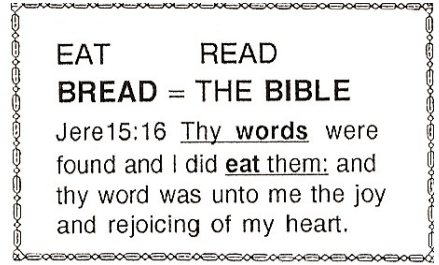 EAT READ
BREAD = THE BIBLE
Jere15:16 Thy words were
found and I did eat them: and
thy word was unto me the joy
and rejoicing of my heart.